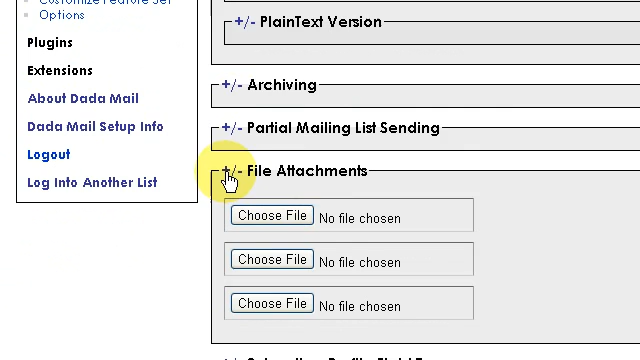 Customize Feature Set
Options
Plugins
Extensions
About Dada Mail
Dada Mail Setup Info
Logout
Log Into Another List
+/- PlainText Version
+/- Archiving
+/- Partial Mailing List Sending
+/- File Attachments
Choose File No file chosen
Choose File No file chosen
Choose File No file chosen